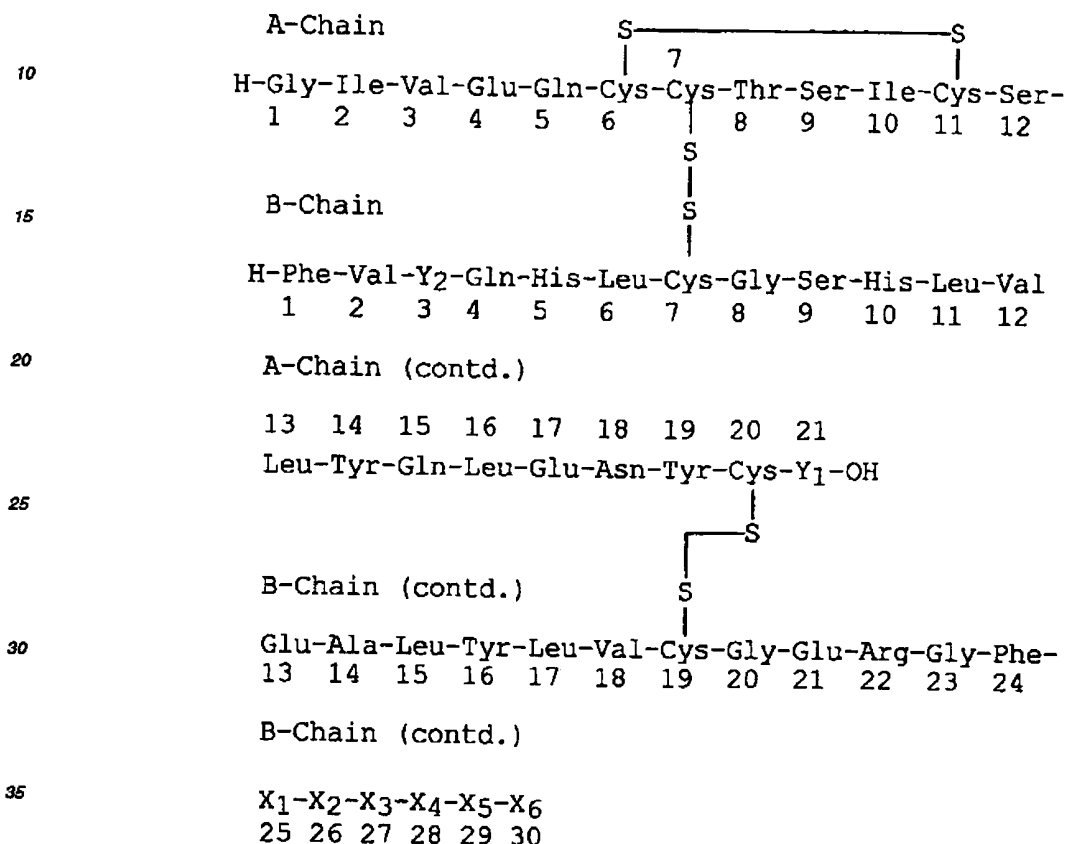 A-Chain S S
7
10 H-Gly-Ile-Val-Glu-Gln-Cys-Cys-Thr-Ser-Ile-Cys-Ser-
1 2 3 4 5 6 8 9 10 11 12
S
15 B-Chain S
H-Phe-Val-Y2-Gln-His-Leu-Cys-Gly-Ser-His-Leu-Val
1 2 3 4 5 6 7 8 9 10 11 12
20 A-Chain (contd.)
13 14 15 16 17 18 19 20 21
Leu-Tyr-Gln-Leu-Glu-Asn-Tyr-Cys-Y1-OH
25
S
B-Chain (contd.) S
30 Glu-Ala-Leu-Tyr-Leu-Val-Cys-Gly-Glu-Arg-Gly-Phe-
13 14 15 16 17 18 19 20 21 22 23 24
B-Chain (contd.)
35 X1-X2-X3-X4-X5-X6
25 26 27 28 29 30